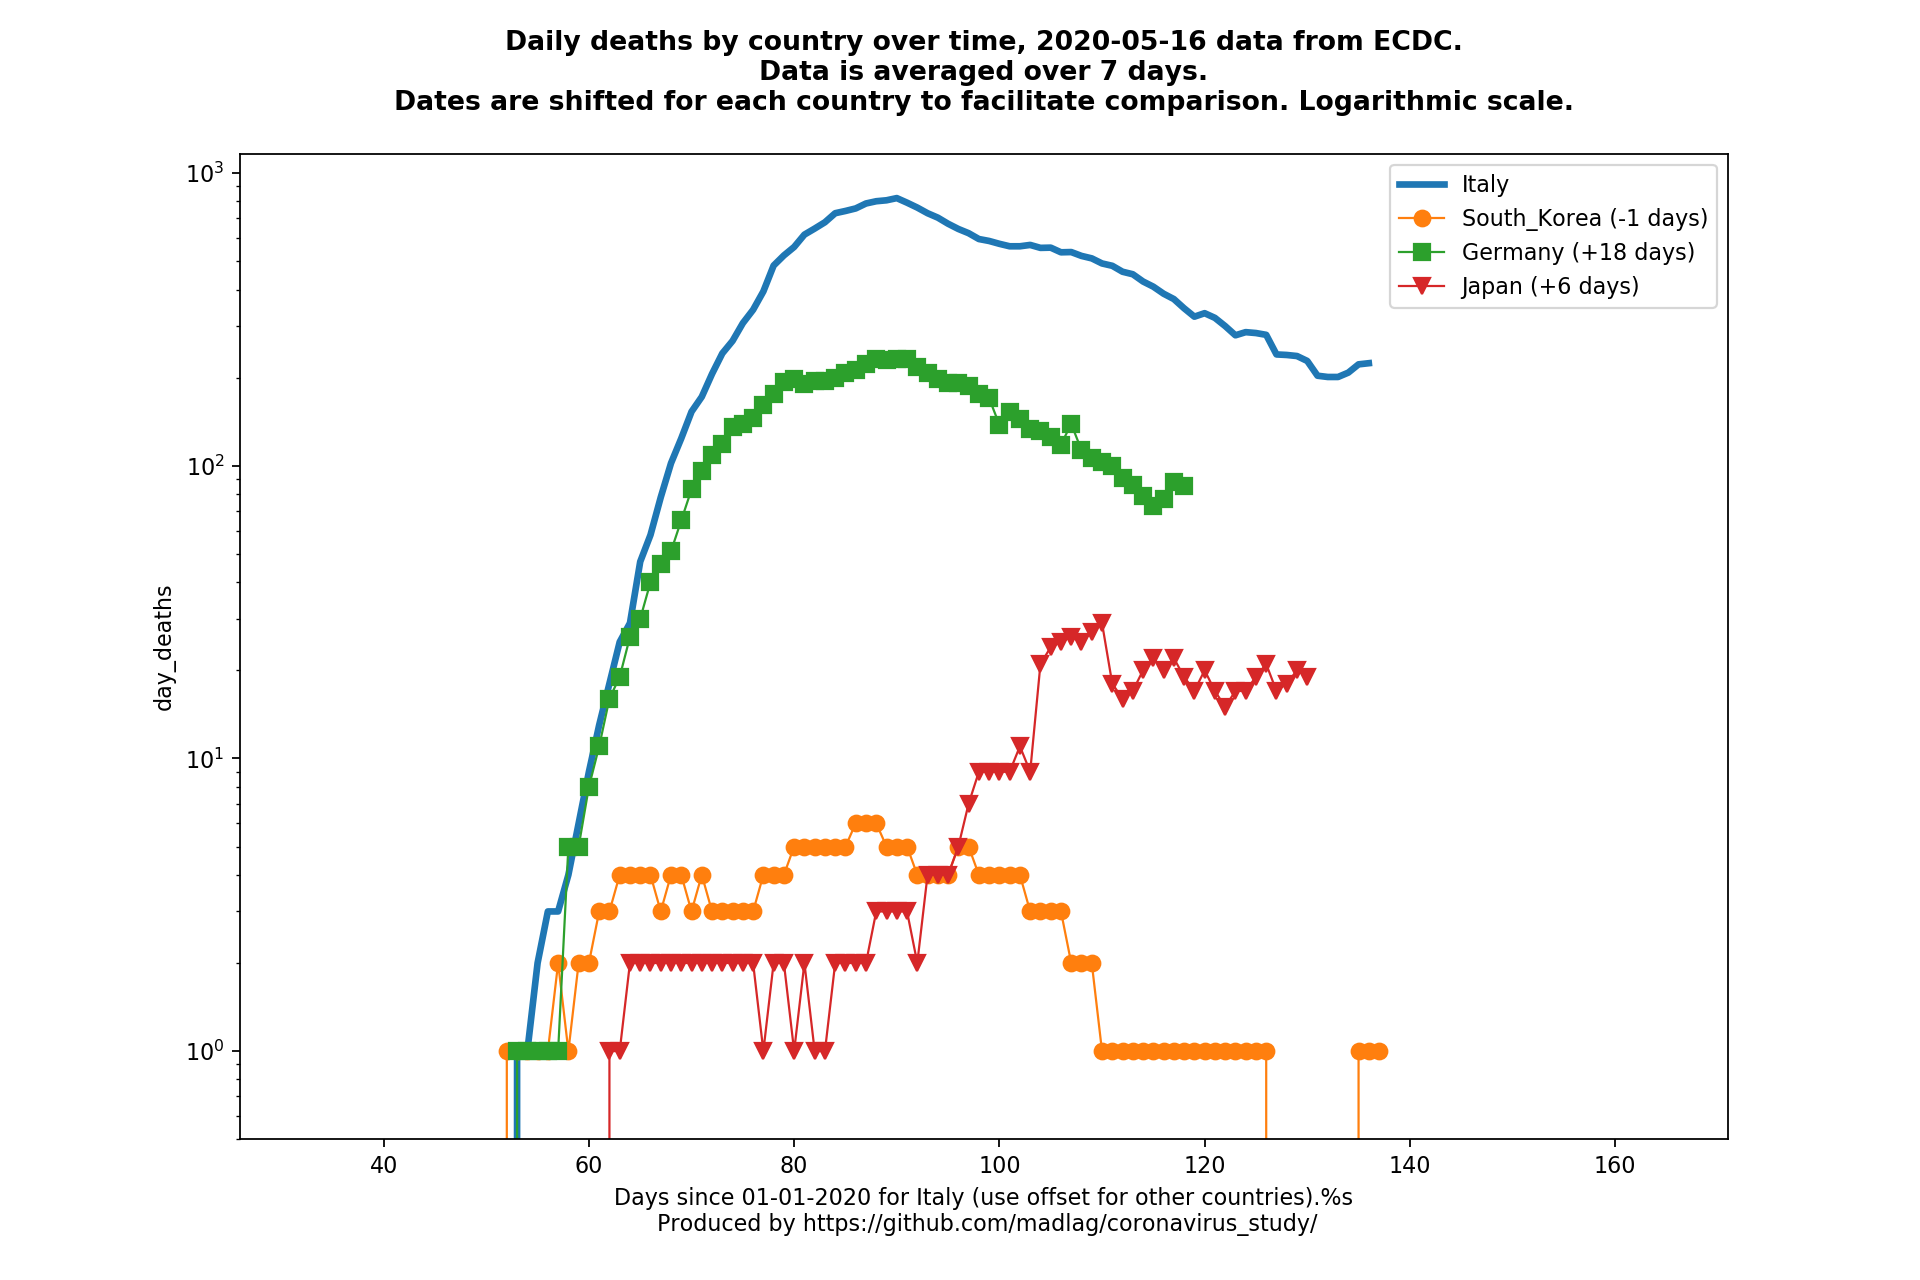 Daily deaths by country over time, 2020-05-16 data from ECDC.
Data is averaged over 7 days.
Dates are shifted for each country to facilitate comparison. Logarithmic scale.
10³
10²
10¹
10⁰
day_deaths
Italy
South_Korea (-1 days)
Germany (+18 days)
Japan (+6 days)
40 60 80 100 120 140 160
Days since 01-01-2020 for Italy (use offset for other countries).%s
Produced by https://github.com/madlag/coronavirus_study/